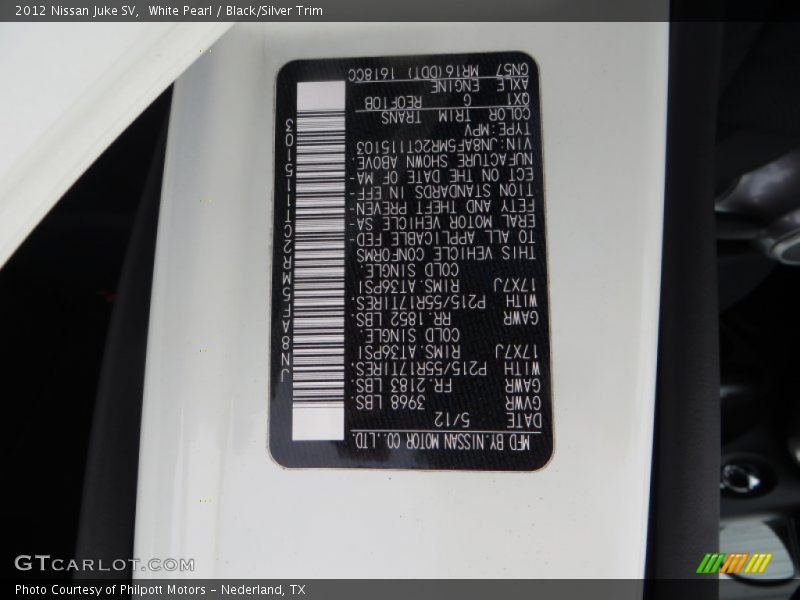 2012 Nissan Juke SV, White Pearl / Black/Silver Trim
MFD BY.NISSAN MOTOR CO.,LTD.
DATE 5/12
GVWR 3968 LBS.
GAWR FR.2183 LBS.
WITH P215/55R17TIRES.
17X7J RIMS.AT36PSI
COLD SINGLE.
GAWR RR.1852 LBS.
WITH P215/55R17TIRES.
17X7J RIMS.AT36PSI
COLD SINGLE.
THIS VEHICLE CONFORMS
TO ALL APPLICABLE FED-
ERAL MOTOR VEHICLE SA-
FETY AND THEFT PREVEN-
TION STANDARDS IN EFF-
ECT ON THE DATE OF MA-
NUFACTURE SHOWN ABOVE.
VIN:JN8AF5MR2CT115103
TYPE:MPV
COLOR TRIM TRANS
QX1 G RE0F10B
AXLE ENGINE
GN57 MR16(DDT) 1618CC
JN8AF5MR2CT115103
GTCARLOT.COM
Photo Courtesy of Philpott Motors - Nederland, TX